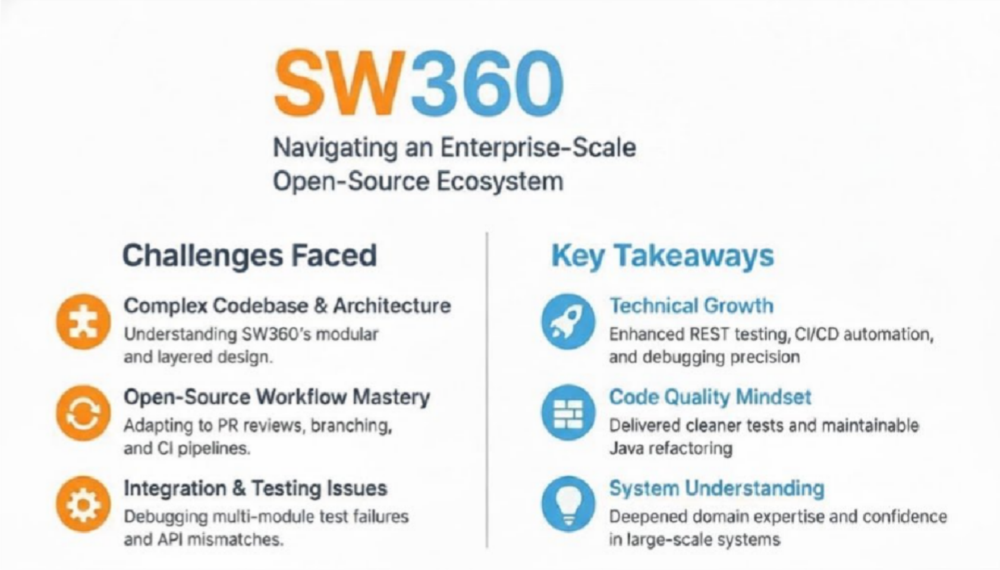 SW360
Navigating an Enterprise-Scale
Open-Source Ecosystem
Challenges Faced
Complex Codebase & Architecture
Understanding SW360's modular
and layered design.
Open-Source Workflow Mastery
Adapting to PR reviews, branching,
and CI pipelines.
Integration & Testing Issues
Debugging multi-module test failures
and API mismatches.
Key Takeaways
Technical Growth
Enhanced REST testing, CI/CD automation,
and debugging precision
Code Quality Mindset
Delivered cleaner tests and maintainable
Java refactoring
System Understanding
Deepened domain expertise and confidence
in large-scale systems